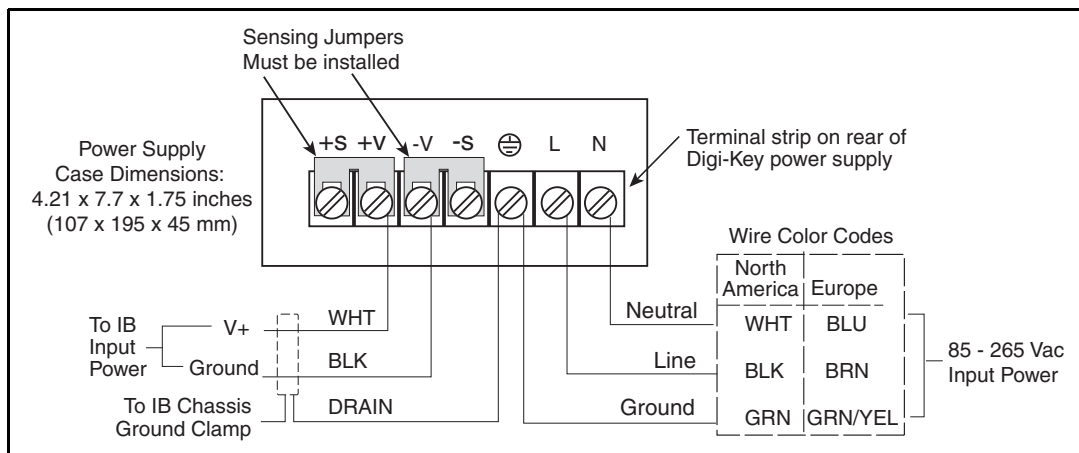 Sensing Jumpers
Must be installed
+S +V -V -S L N
Terminal strip on rear of
Digi-Key power supply
Power Supply
Case Dimensions:
4.21 x 7.7 x 1.75 inches
(107 x 195 x 45 mm)
Wire Color Codes
North
America
Europe
Neutral
WHT
BLU
Line
BLK
BRN
Ground
GRN
GRN/YEL
85 - 265 Vac
Input Power
To IB
Input
Power
V+
WHT
Ground
BLK
To IB Chassis
Ground Clamp
DRAIN